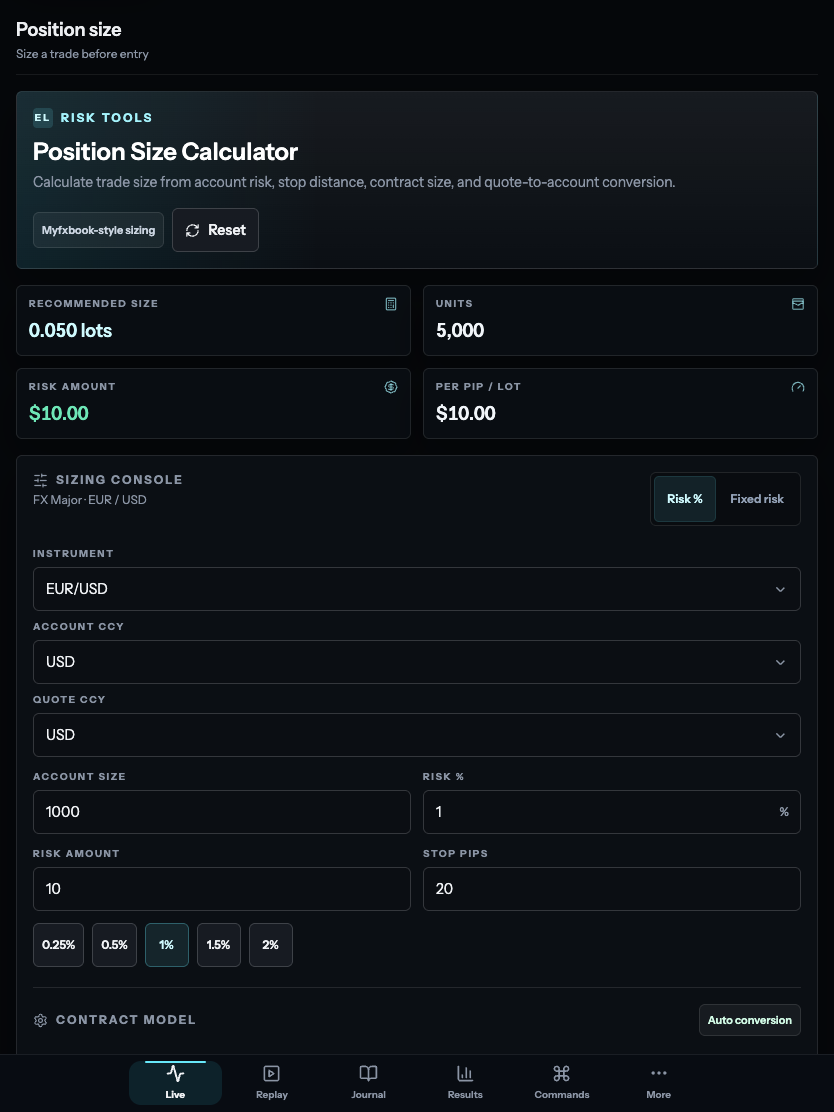 Position size
Size a trade before entry
EL RISK TOOLS
Position Size Calculator
Calculate trade size from account risk, stop distance, contract size, and quote-to-account conversion.
Myfxbook-style sizing
Reset
RECOMMENDED SIZE
0.050 lots
UNITS
5,000
RISK AMOUNT
$10.00
PER PIP / LOT
$10.00
SIZING CONSOLE
FX Major · EUR / USD
Risk %
Fixed risk
INSTRUMENT
EUR/USD
ACCOUNT CCY
USD
QUOTE CCY
USD
ACCOUNT SIZE
1000
RISK %
1 %
RISK AMOUNT
10
STOP PIPS
20
0.25% 0.5% 1% 1.5% 2%
CONTRACT MODEL
Auto conversion
Live Replay Journal Results Commands More